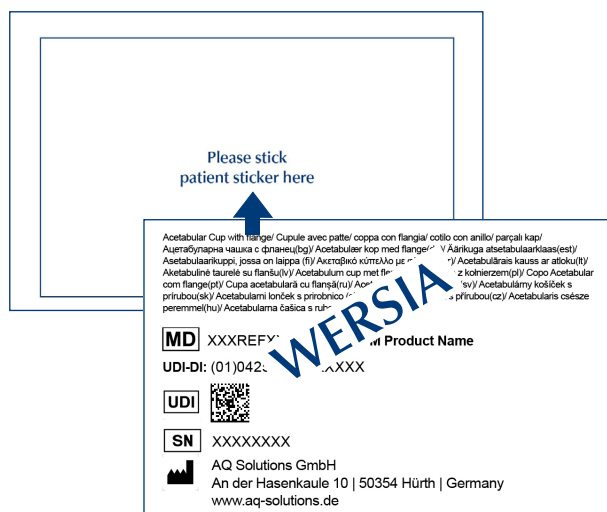 Please stick
patient sticker here
Acetabular Cup with flange/ Cupule avec patte/ coppa con flangia/ cotilo con anillo/ parçalı kap/
Ацетабуларна чашка с фланец(bg)/ Acetabulær kop med flange( / Äärikuga atsetabulaarklaas(est)/
Asetabulaarikuppi, jossa on laippa (fi)/ Ακεταβικό κύπελλο με / Acetabulārais kauss ar atloku(lt)/
Aketabulinė taurelė su flanšu(lv)/ Acetabulum cup met z kolnierzem(pl)/ Copo Acetabular
com flange(pt)/ Cupa acetabulară cu flanșă(ru)/ sv)/ Acetabulárny košíček s
prírubou(sk)/ Acetabularni lonček s prirobnico s přírubou(cz)/ Acetabularis csésze
peremmel(hu)/ Acetabularna čašica s
WERSIA
MD XXXREFX M Product Name
UDI-DI: (01)042 XXXX
UDI
SN XXXXXXXX
AQ Solutions GmbH
An der Hasenkaule 10 | 50354 Hürth | Germany
www.aq-solutions.de